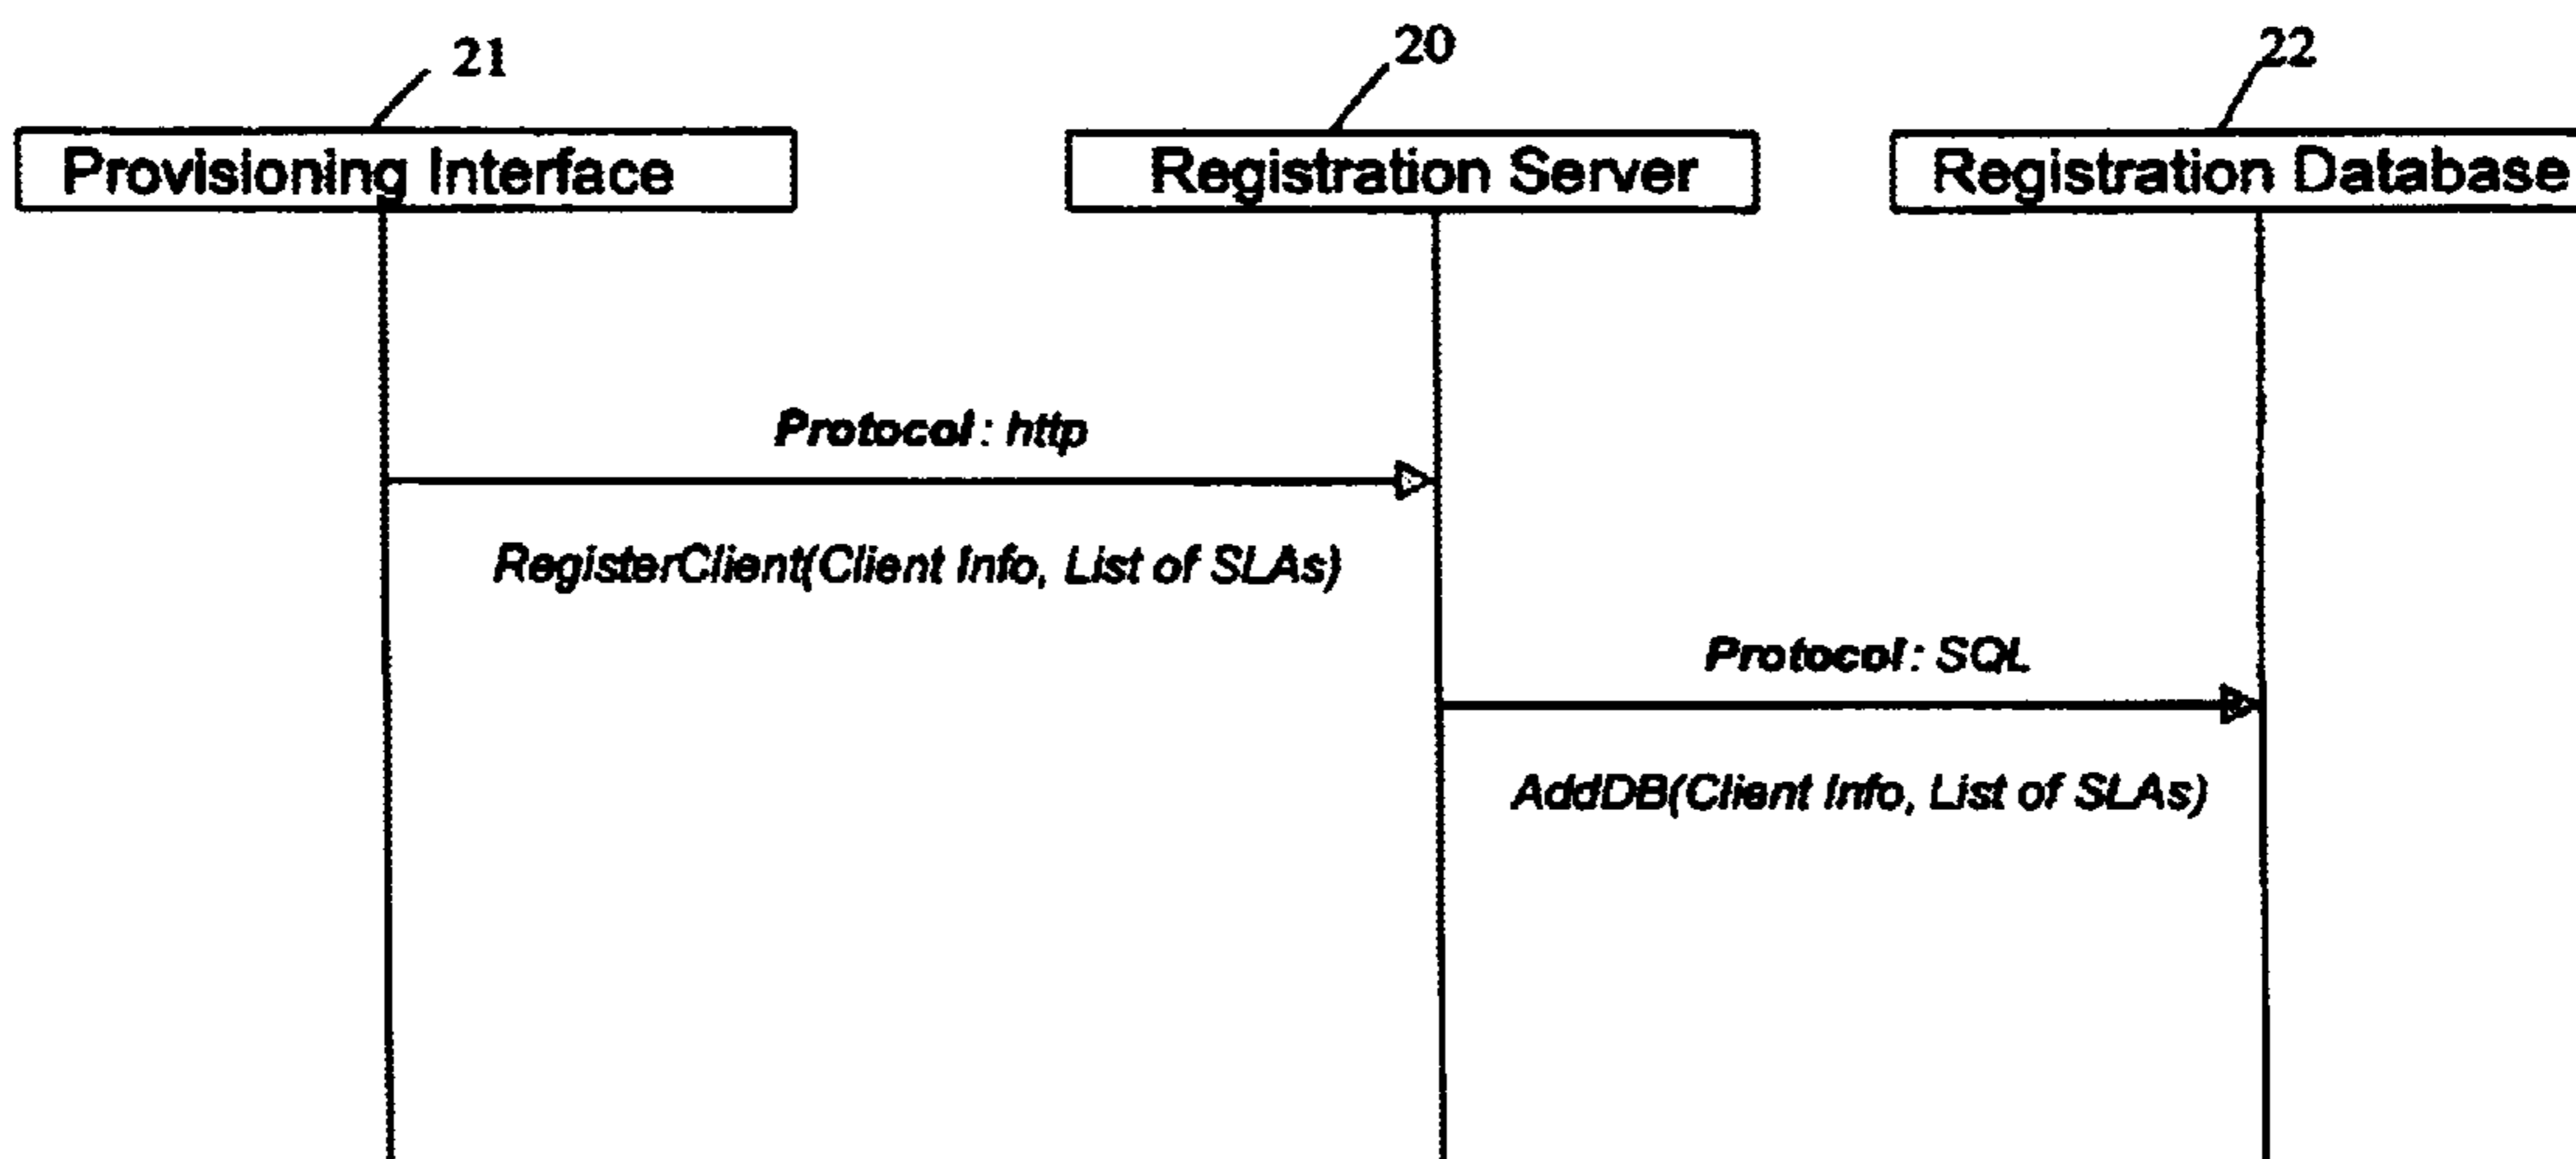 21
20
22
Provisioning Interface
Registration Server
Registration Database
Protocol : http
RegisterClient(Client Info, List of SLAs)
Protocol: SQL
AddDB(Client Info, List of SLAs)